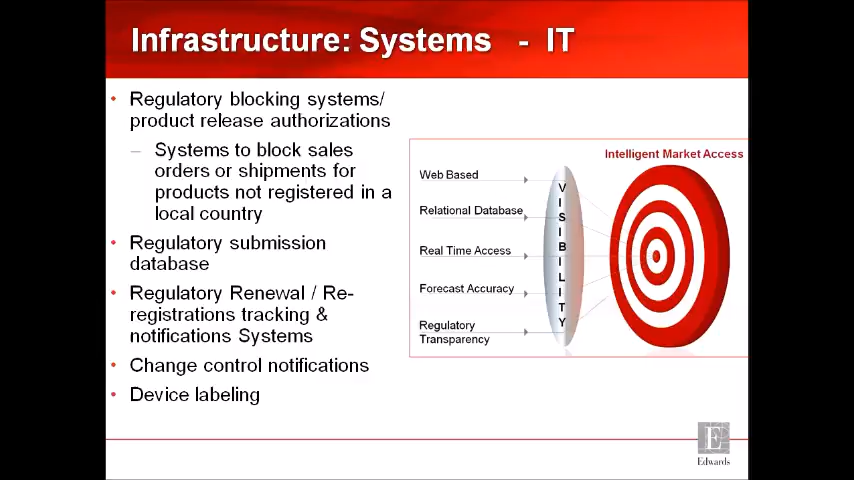 Infrastructure: Systems - IT
• Regulatory blocking systems/
product release authorizations
– Systems to block sales
orders or shipments for
products not registered in a
local country
• Regulatory submission
database
• Regulatory Renewal / Re-
registrations tracking &
notifications Systems
• Change control notifications
• Device labeling
Intelligent Market Access
Web Based
Relational Database
Real Time Access
Forecast Accuracy
Regulatory
Transparency
V
I
S
I
B
I
L
I
T
Y
E
Edwards